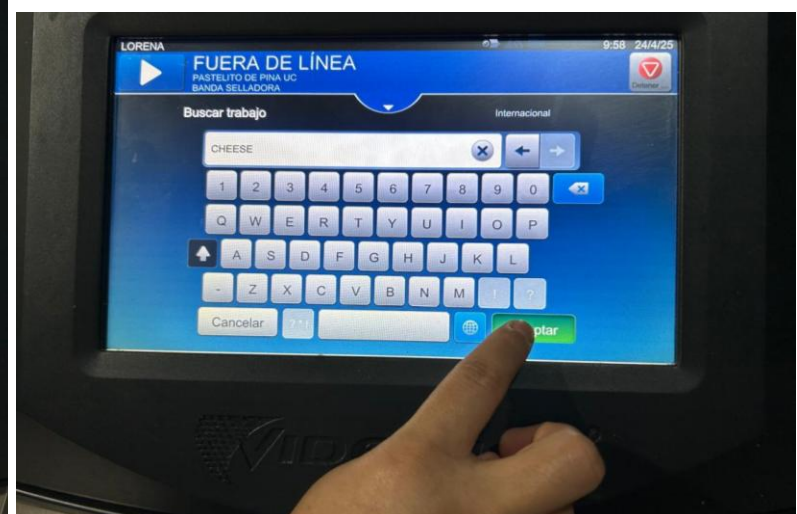 LORENA 9:58 24/4/25
FUERA DE LÍNEA
PASTELITO DE PINA UC
BANDA SELLADORA
Detener ...
Buscar trabajo Internacional
CHEESE
1 2 3 4 5 6 7 8 9 0
Q W E R T Y U I O P
A S D F G H J K L
- Z X C V B N M ! ?
Cancelar